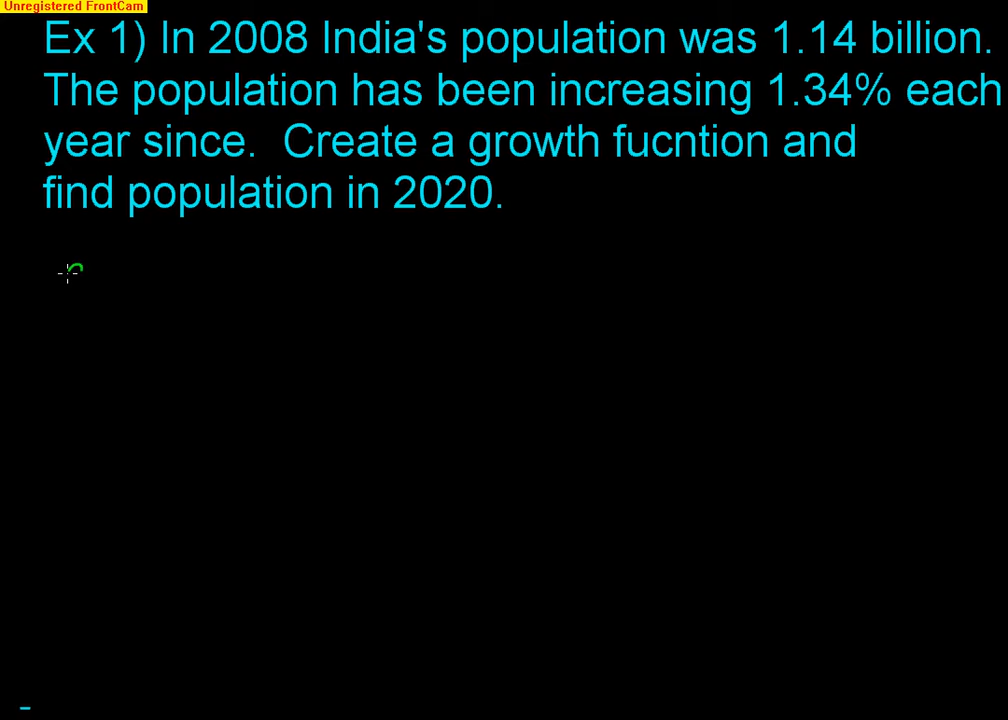 Unregistered FrontCam
Ex 1) In 2008 India's population was 1.14 billion.
The population has been increasing 1.34% each
year since.  Create a growth fucntion and
find population in 2020.